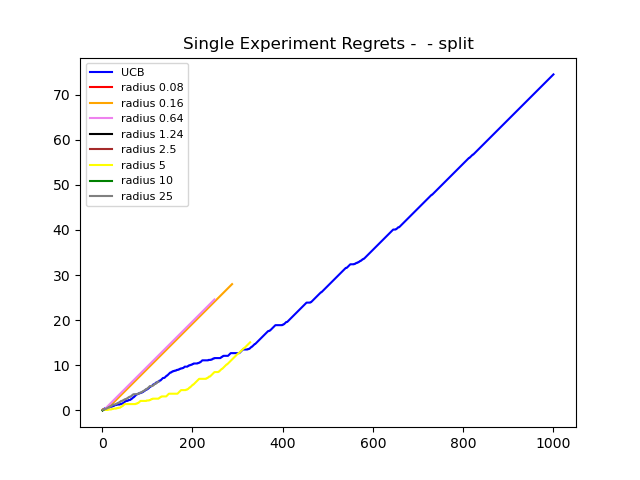 Single Experiment Regrets -  - split
UCB
radius 0.08
radius 0.16
radius 0.64
radius 1.24
radius 2.5
radius 5
radius 10
radius 25
70
60
50
40
30
20
10
0
0 200 400 600 800 1000